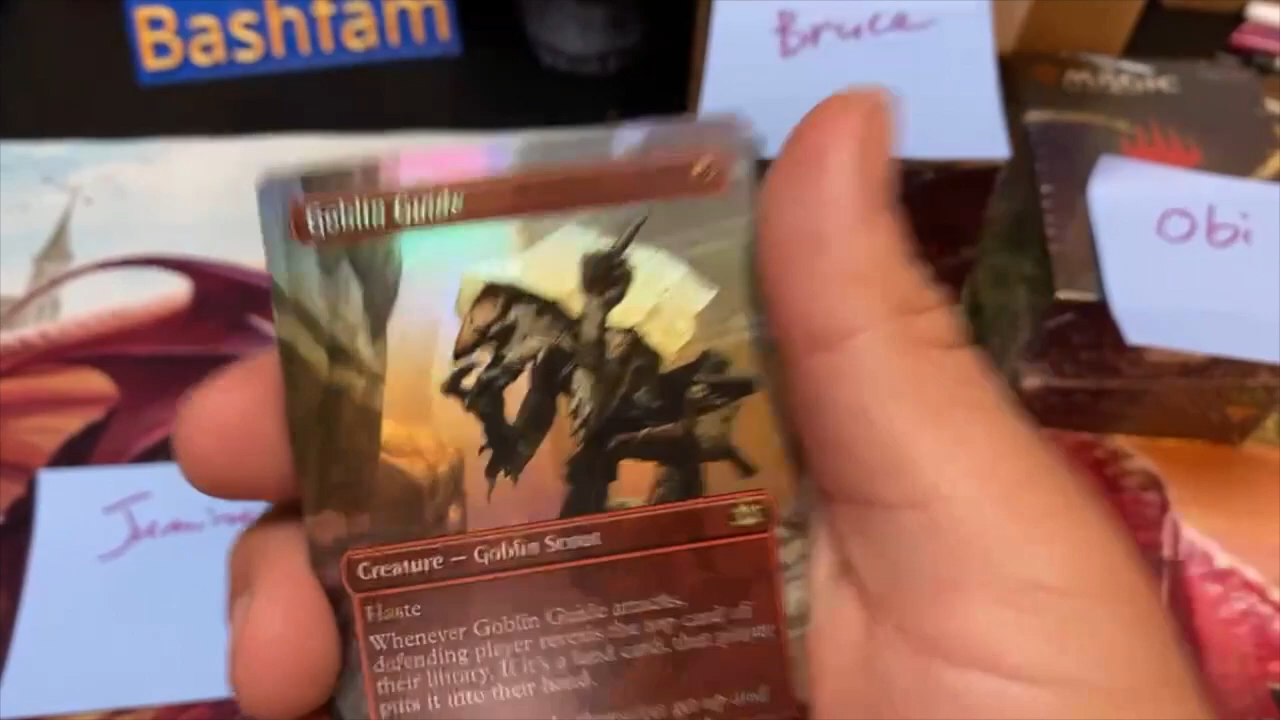 Bashfam
Bruce
MAGIC
Obi
Goblin Guide
Creature — Goblin Scout
Haste
Whenever Goblin Guide attacks,
defending player reveals the top card of
their library. If it's a land card, that player
puts it into their hand.